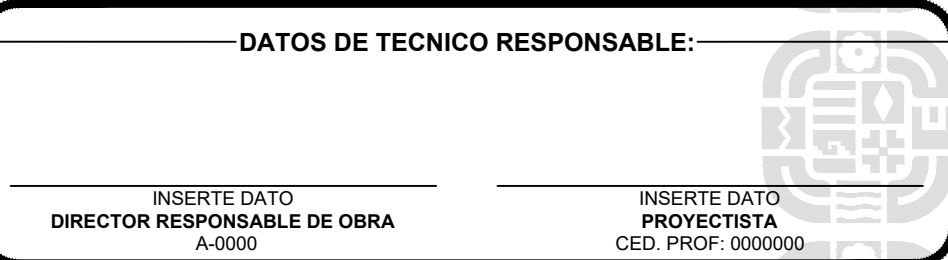 DATOS DE TECNICO RESPONSABLE:
INSERTE DATO
DIRECTOR RESPONSABLE DE OBRA
A-0000
INSERTE DATO
PROYECTISTA
CED. PROF: 0000000